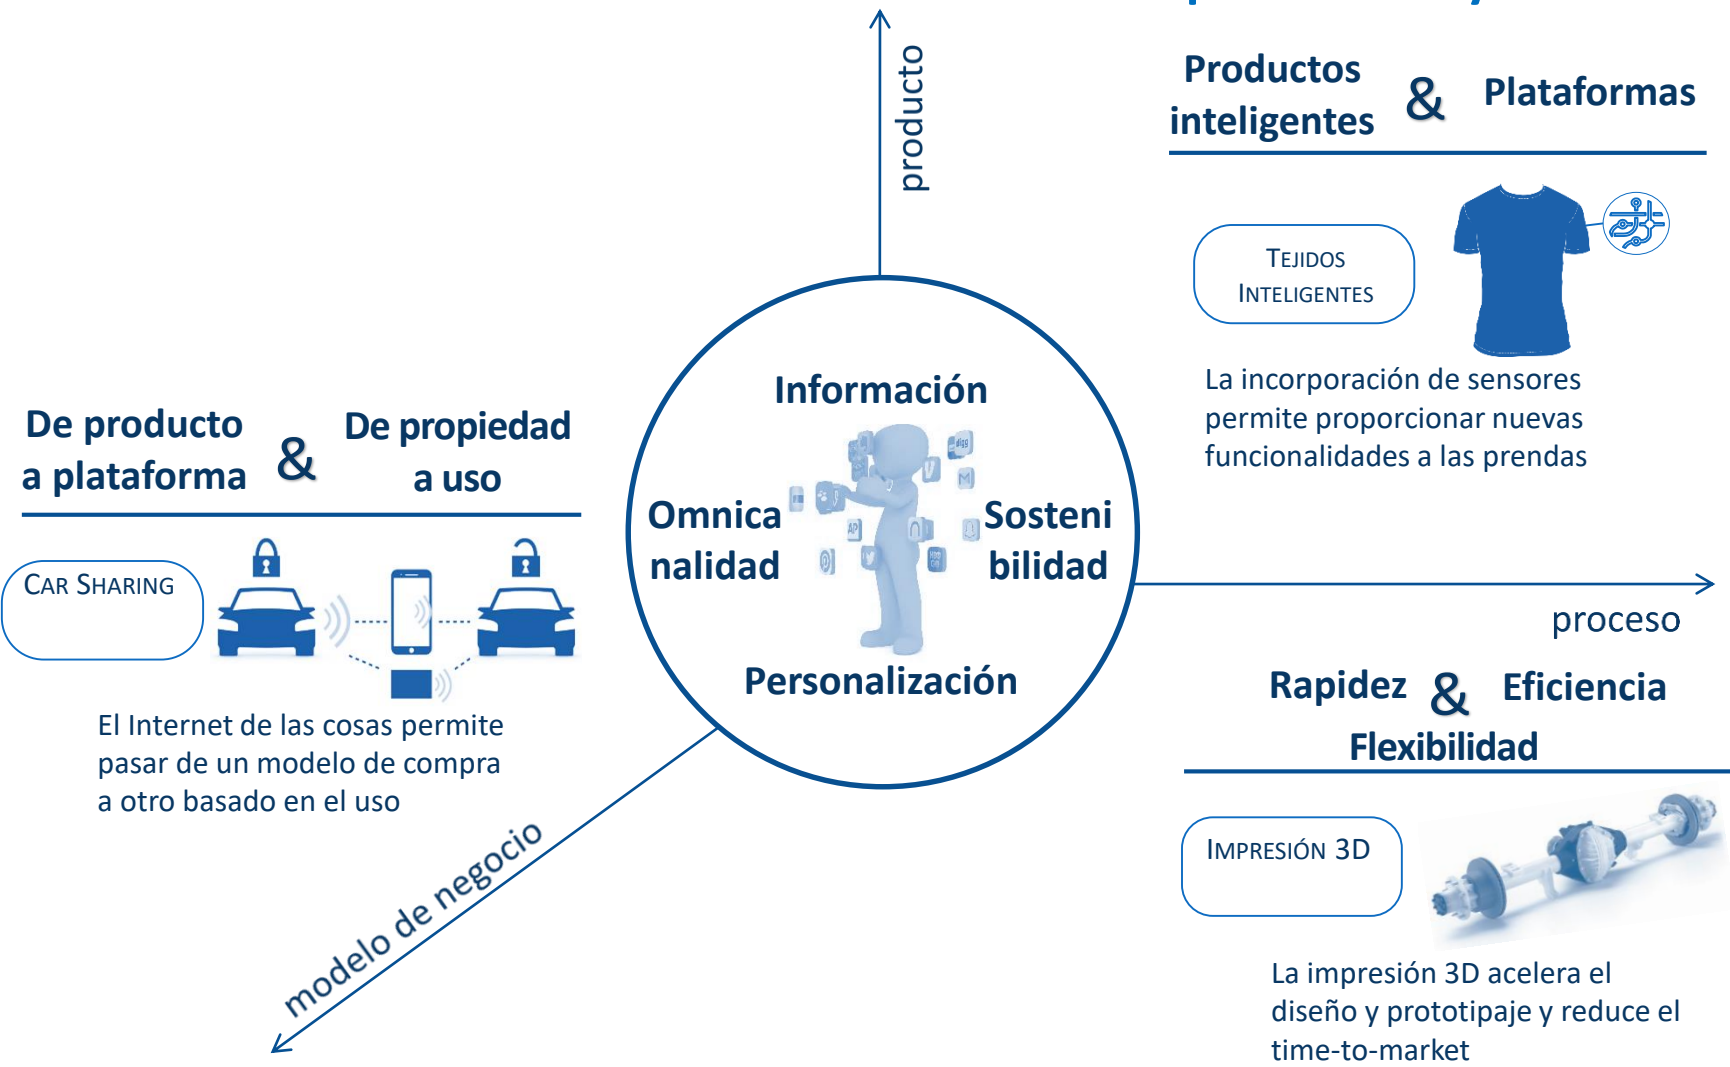 producto
Productos
inteligentes
&
Plataformas
TEJIDOS
INTELIGENTES
La incorporación de sensores
permite proporcionar nuevas
funcionalidades a las prendas
De producto
a plataforma
&
De propiedad
a uso
CAR SHARING
El Internet de las cosas permite
pasar de un modelo de compra
a otro basado en el uso
Información
Omnica
nalidad
Sosteni
bilidad
Personalización
digg
AP
modelo de negocio
proceso
Rapidez & Eficiencia
Flexibilidad
IMPRESIÓN 3D
La impresión 3D acelera el
diseño y prototipaje y reduce el
time-to-market